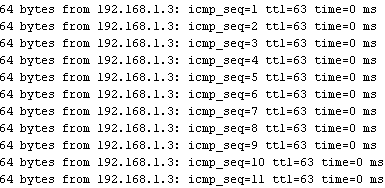 64 bytes from 192.168.1.3: icmp_seq=1 ttl=63 time=0 ms
64 bytes from 192.168.1.3: icmp_seq=2 ttl=63 time=0 ms
64 bytes from 192.168.1.3: icmp_seq=3 ttl=63 time=0 ms
64 bytes from 192.168.1.3: icmp_seq=4 ttl=63 time=0 ms
64 bytes from 192.168.1.3: icmp_seq=5 ttl=63 time=0 ms
64 bytes from 192.168.1.3: icmp_seq=6 ttl=63 time=0 ms
64 bytes from 192.168.1.3: icmp_seq=7 ttl=63 time=0 ms
64 bytes from 192.168.1.3: icmp_seq=8 ttl=63 time=0 ms
64 bytes from 192.168.1.3: icmp_seq=9 ttl=63 time=0 ms
64 bytes from 192.168.1.3: icmp_seq=10 ttl=63 time=0 ms
64 bytes from 192.168.1.3: icmp_seq=11 ttl=63 time=0 ms